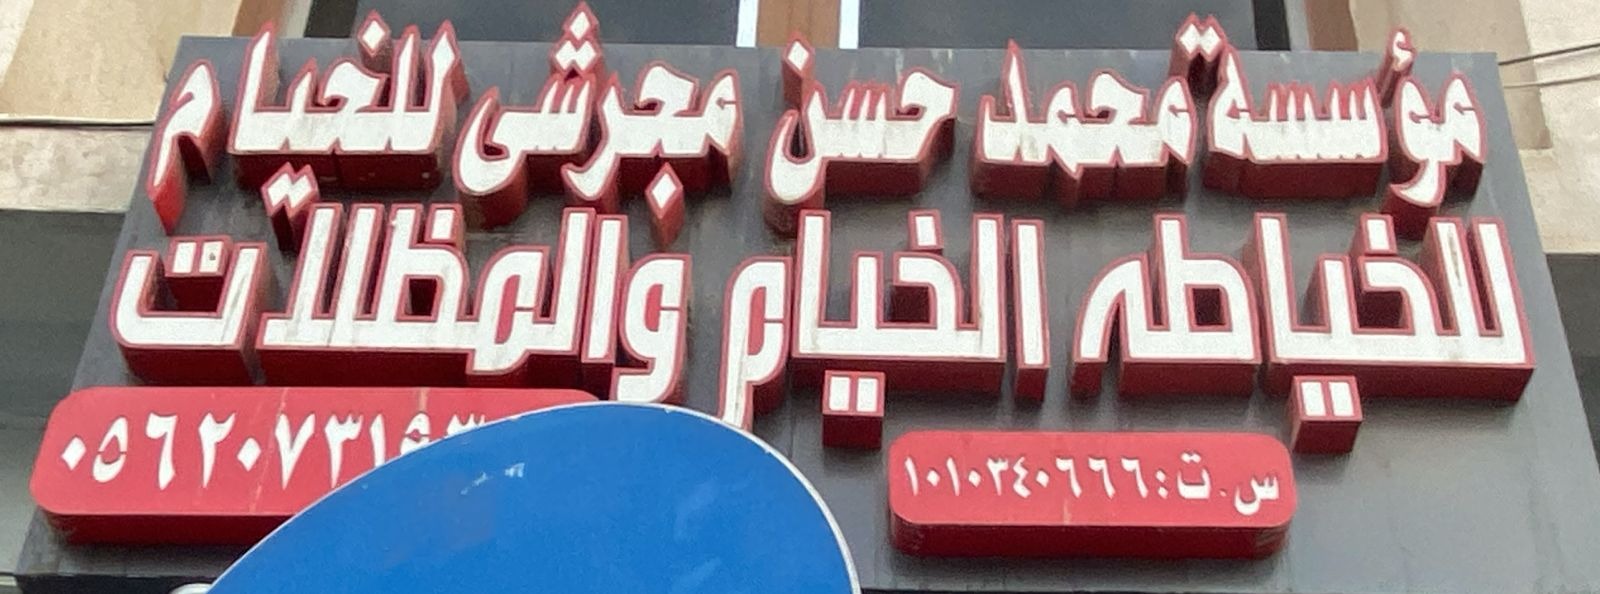 مؤسسة محمد حسن مجرشى للخيام
للخياطه الخيام والمظلات
س.ت: ١٠١٠٣٤٠٦٦٦